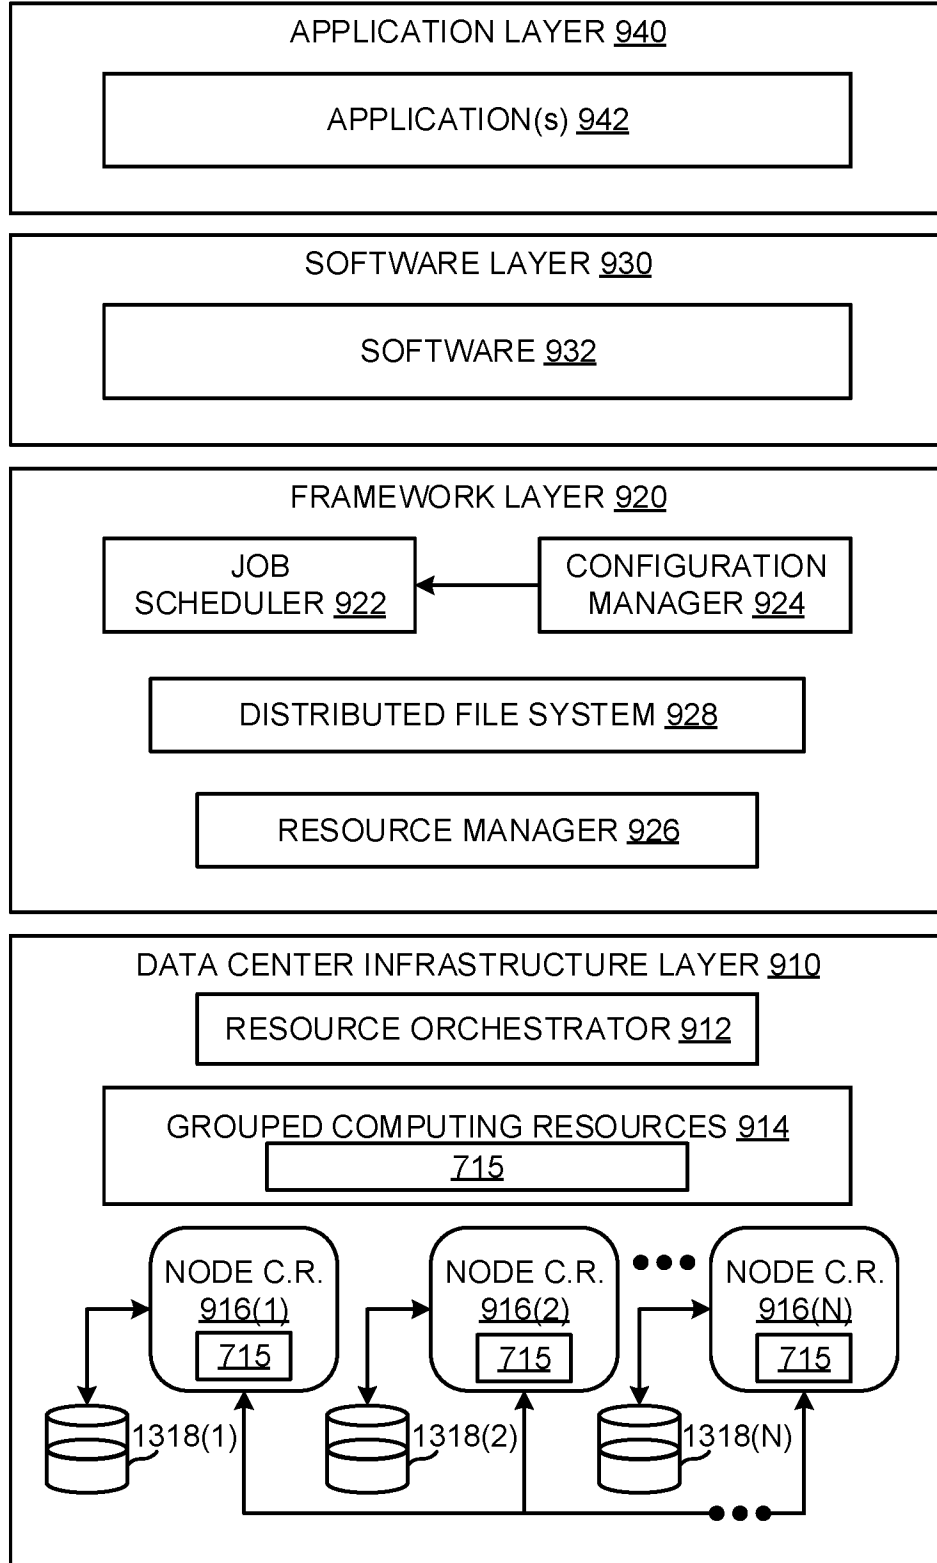 APPLICATION LAYER 940
APPLICATION(s) 942
SOFTWARE LAYER 930
SOFTWARE 932
FRAMEWORK LAYER 920
JOB
SCHEDULER 922
CONFIGURATION
MANAGER 924
DISTRIBUTED FILE SYSTEM 928
RESOURCE MANAGER 926
DATA CENTER INFRASTRUCTURE LAYER 910
RESOURCE ORCHESTRATOR 912
GROUPED COMPUTING RESOURCES 914
715
NODE C.R.
916(1)
715
NODE C.R.
916(2)
715
NODE C.R.
916(N)
715
1318(1)
1318(2)
1318(N)